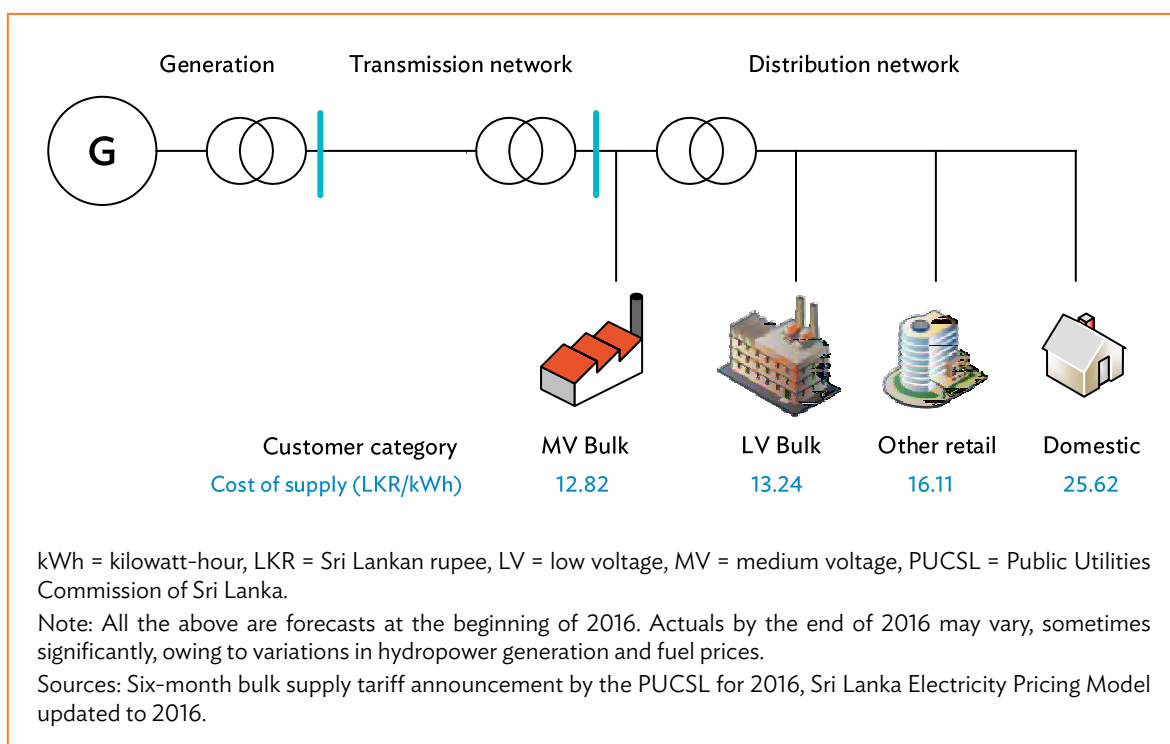 Generation Transmission network Distribution network
G
Customer category MV Bulk LV Bulk Other retail Domestic
Cost of supply (LKR/kWh) 12.82 13.24 16.11 25.62
kWh = kilowatt-hour, LKR = Sri Lankan rupee, LV = low voltage, MV = medium voltage, PUCSL = Public Utilities
Commission of Sri Lanka.
Note: All the above are forecasts at the beginning of 2016. Actuals by the end of 2016 may vary, sometimes
significantly, owing to variations in hydropower generation and fuel prices.
Sources: Six-month bulk supply tariff announcement by the PUCSL for 2016, Sri Lanka Electricity Pricing Model
updated to 2016.